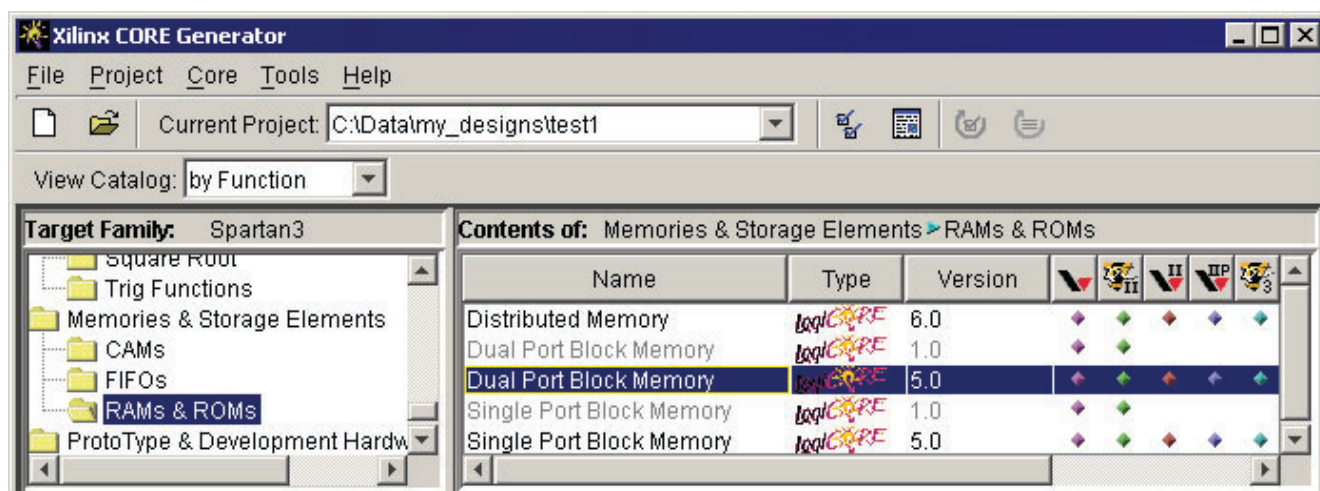 Xilinx CORE Generator
File Project Core Tools Help
Current Project: C:\Data\my_designs\test1
View Catalog: by Function
Target Family: Spartan3
Square Root
Trig Functions
Memories & Storage Elements
CAMs
FIFOs
RAMs & ROMs
ProtoType & Development Hardw
Contents of: Memories & Storage Elements RAMs & ROMs
Name Type Version II II IIP 3
Distributed Memory logiCORE 6.0
Dual Port Block Memory logiCORE 1.0
Dual Port Block Memory logiCORE 5.0
Single Port Block Memory logiCORE 1.0
Single Port Block Memory logiCORE 5.0